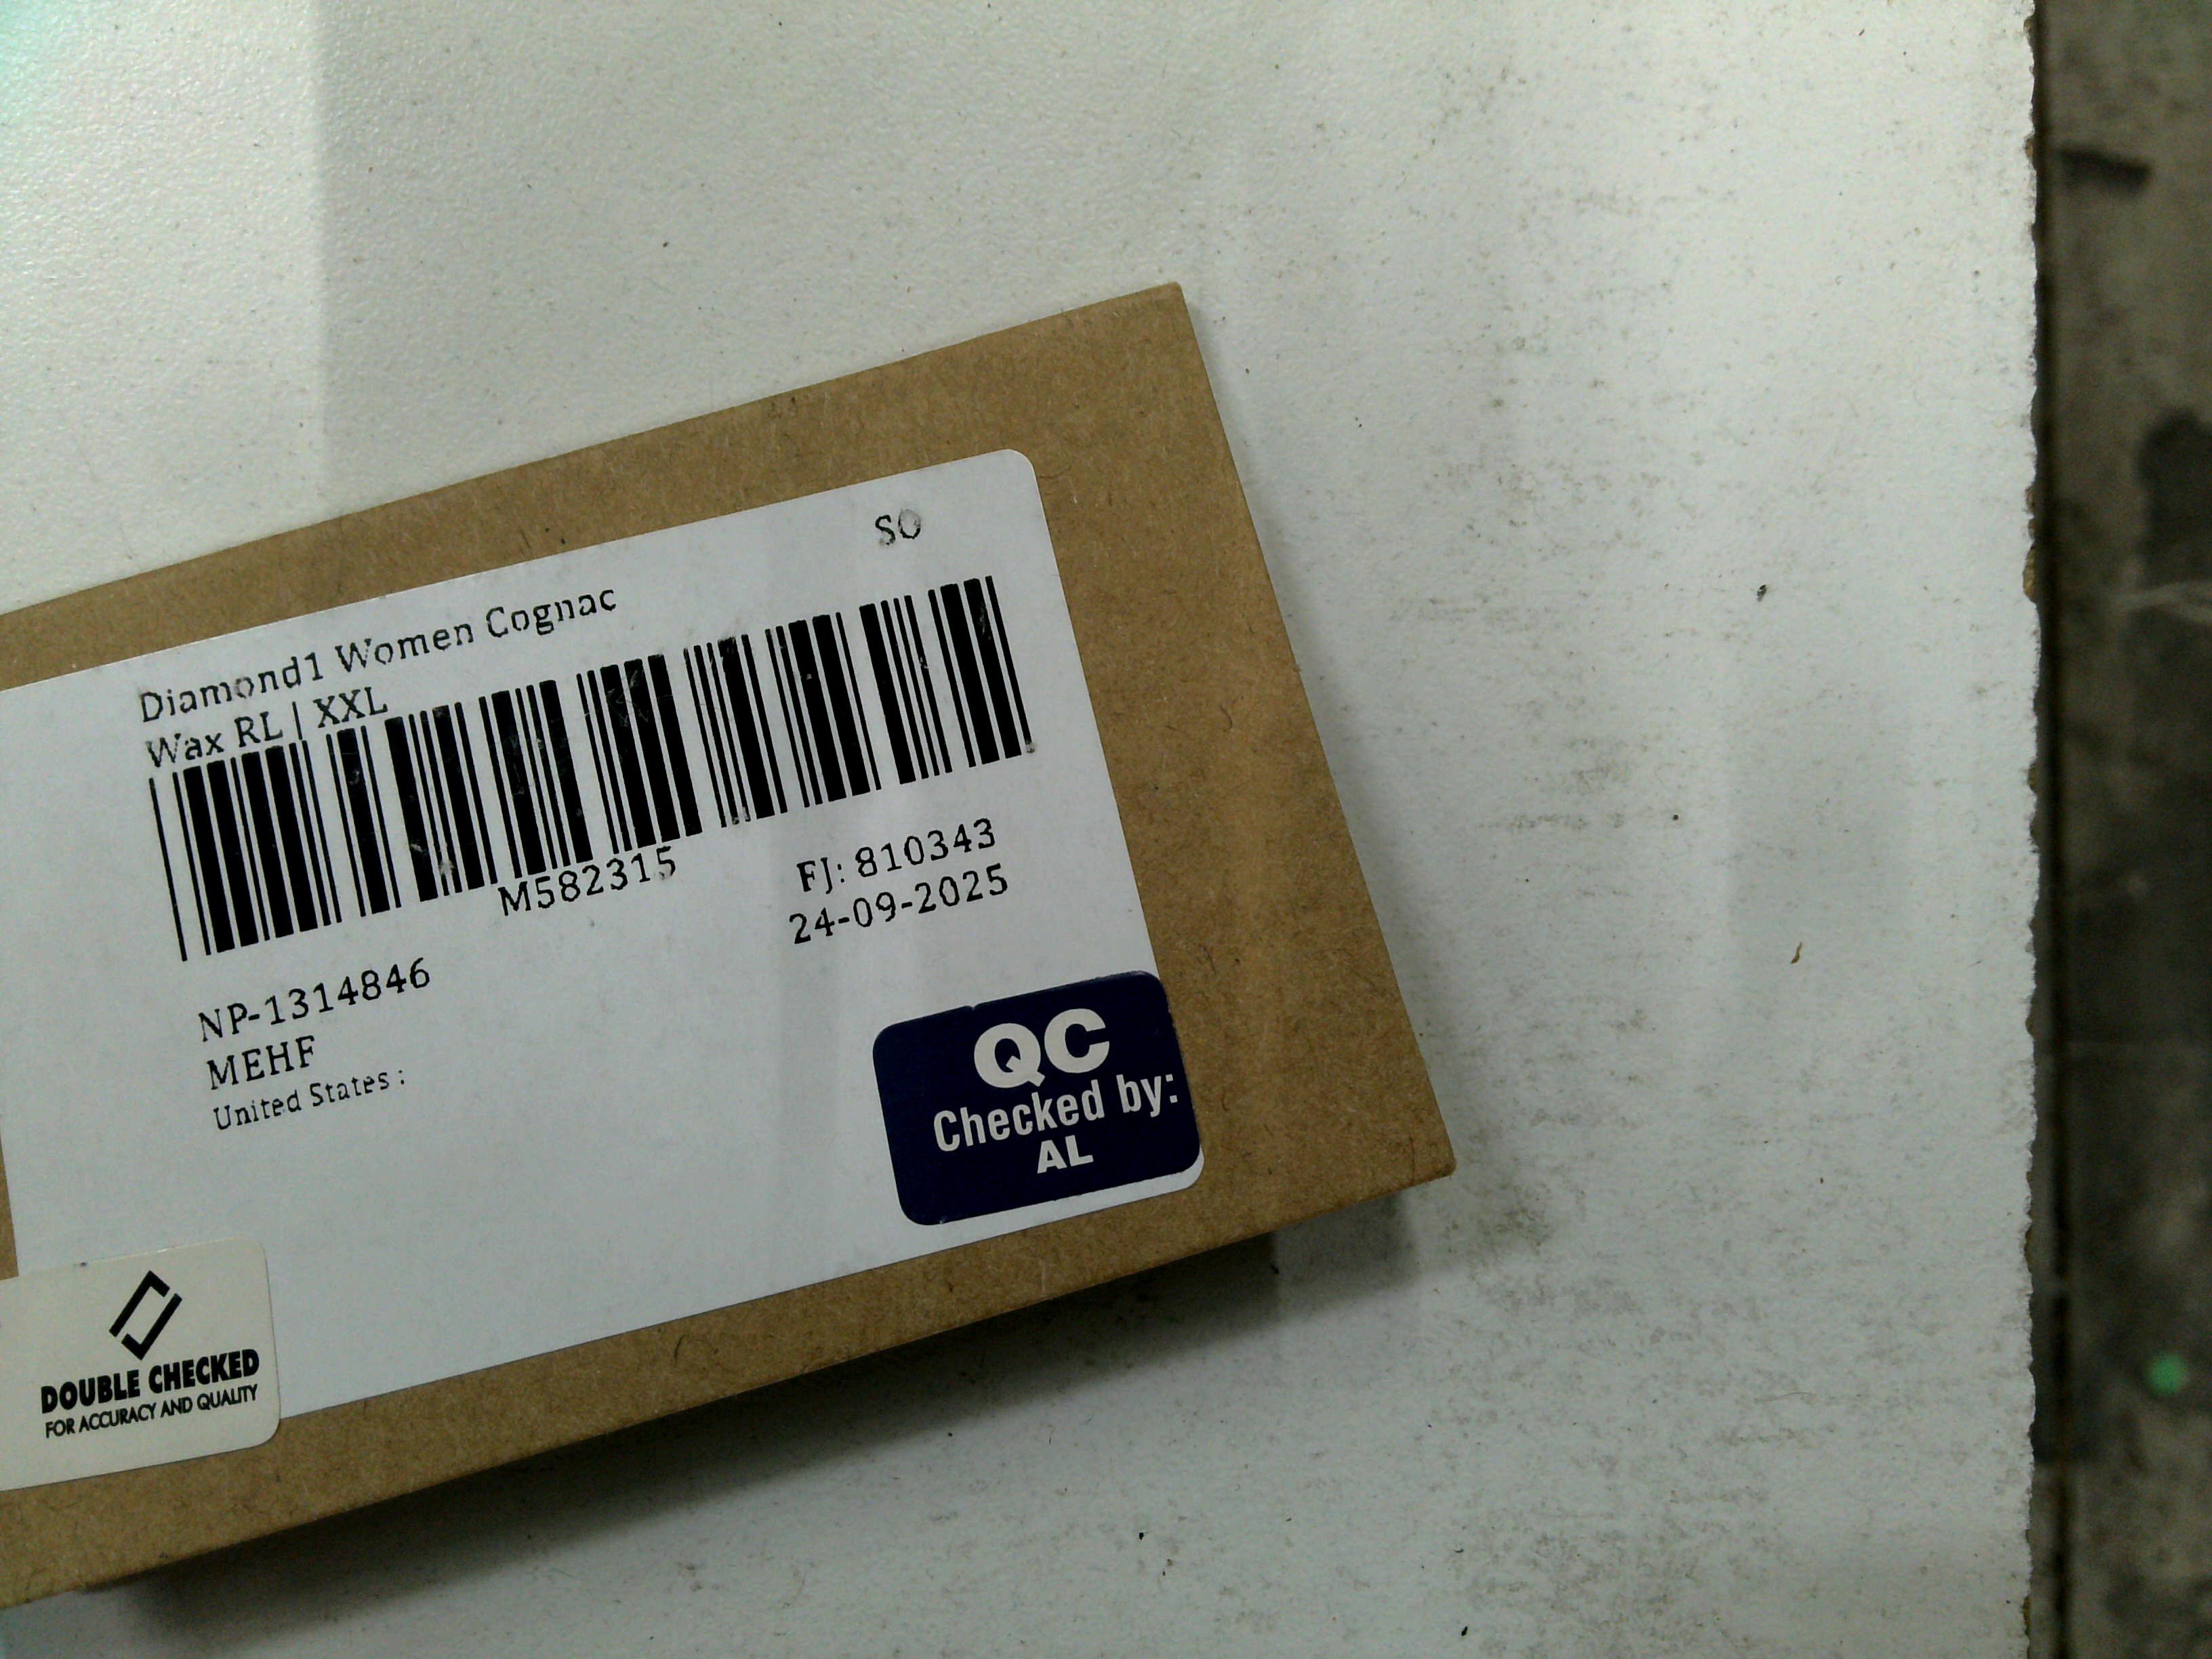 SO
Diamond1 Women Cognac
Wax RL | XXL
M582315
FJ: 810343
24-09-2025
NP-1314846
MEHF
United States :
QC
Checked by:
AL
DOUBLE CHECKED
FOR ACCURACY AND QUALITY